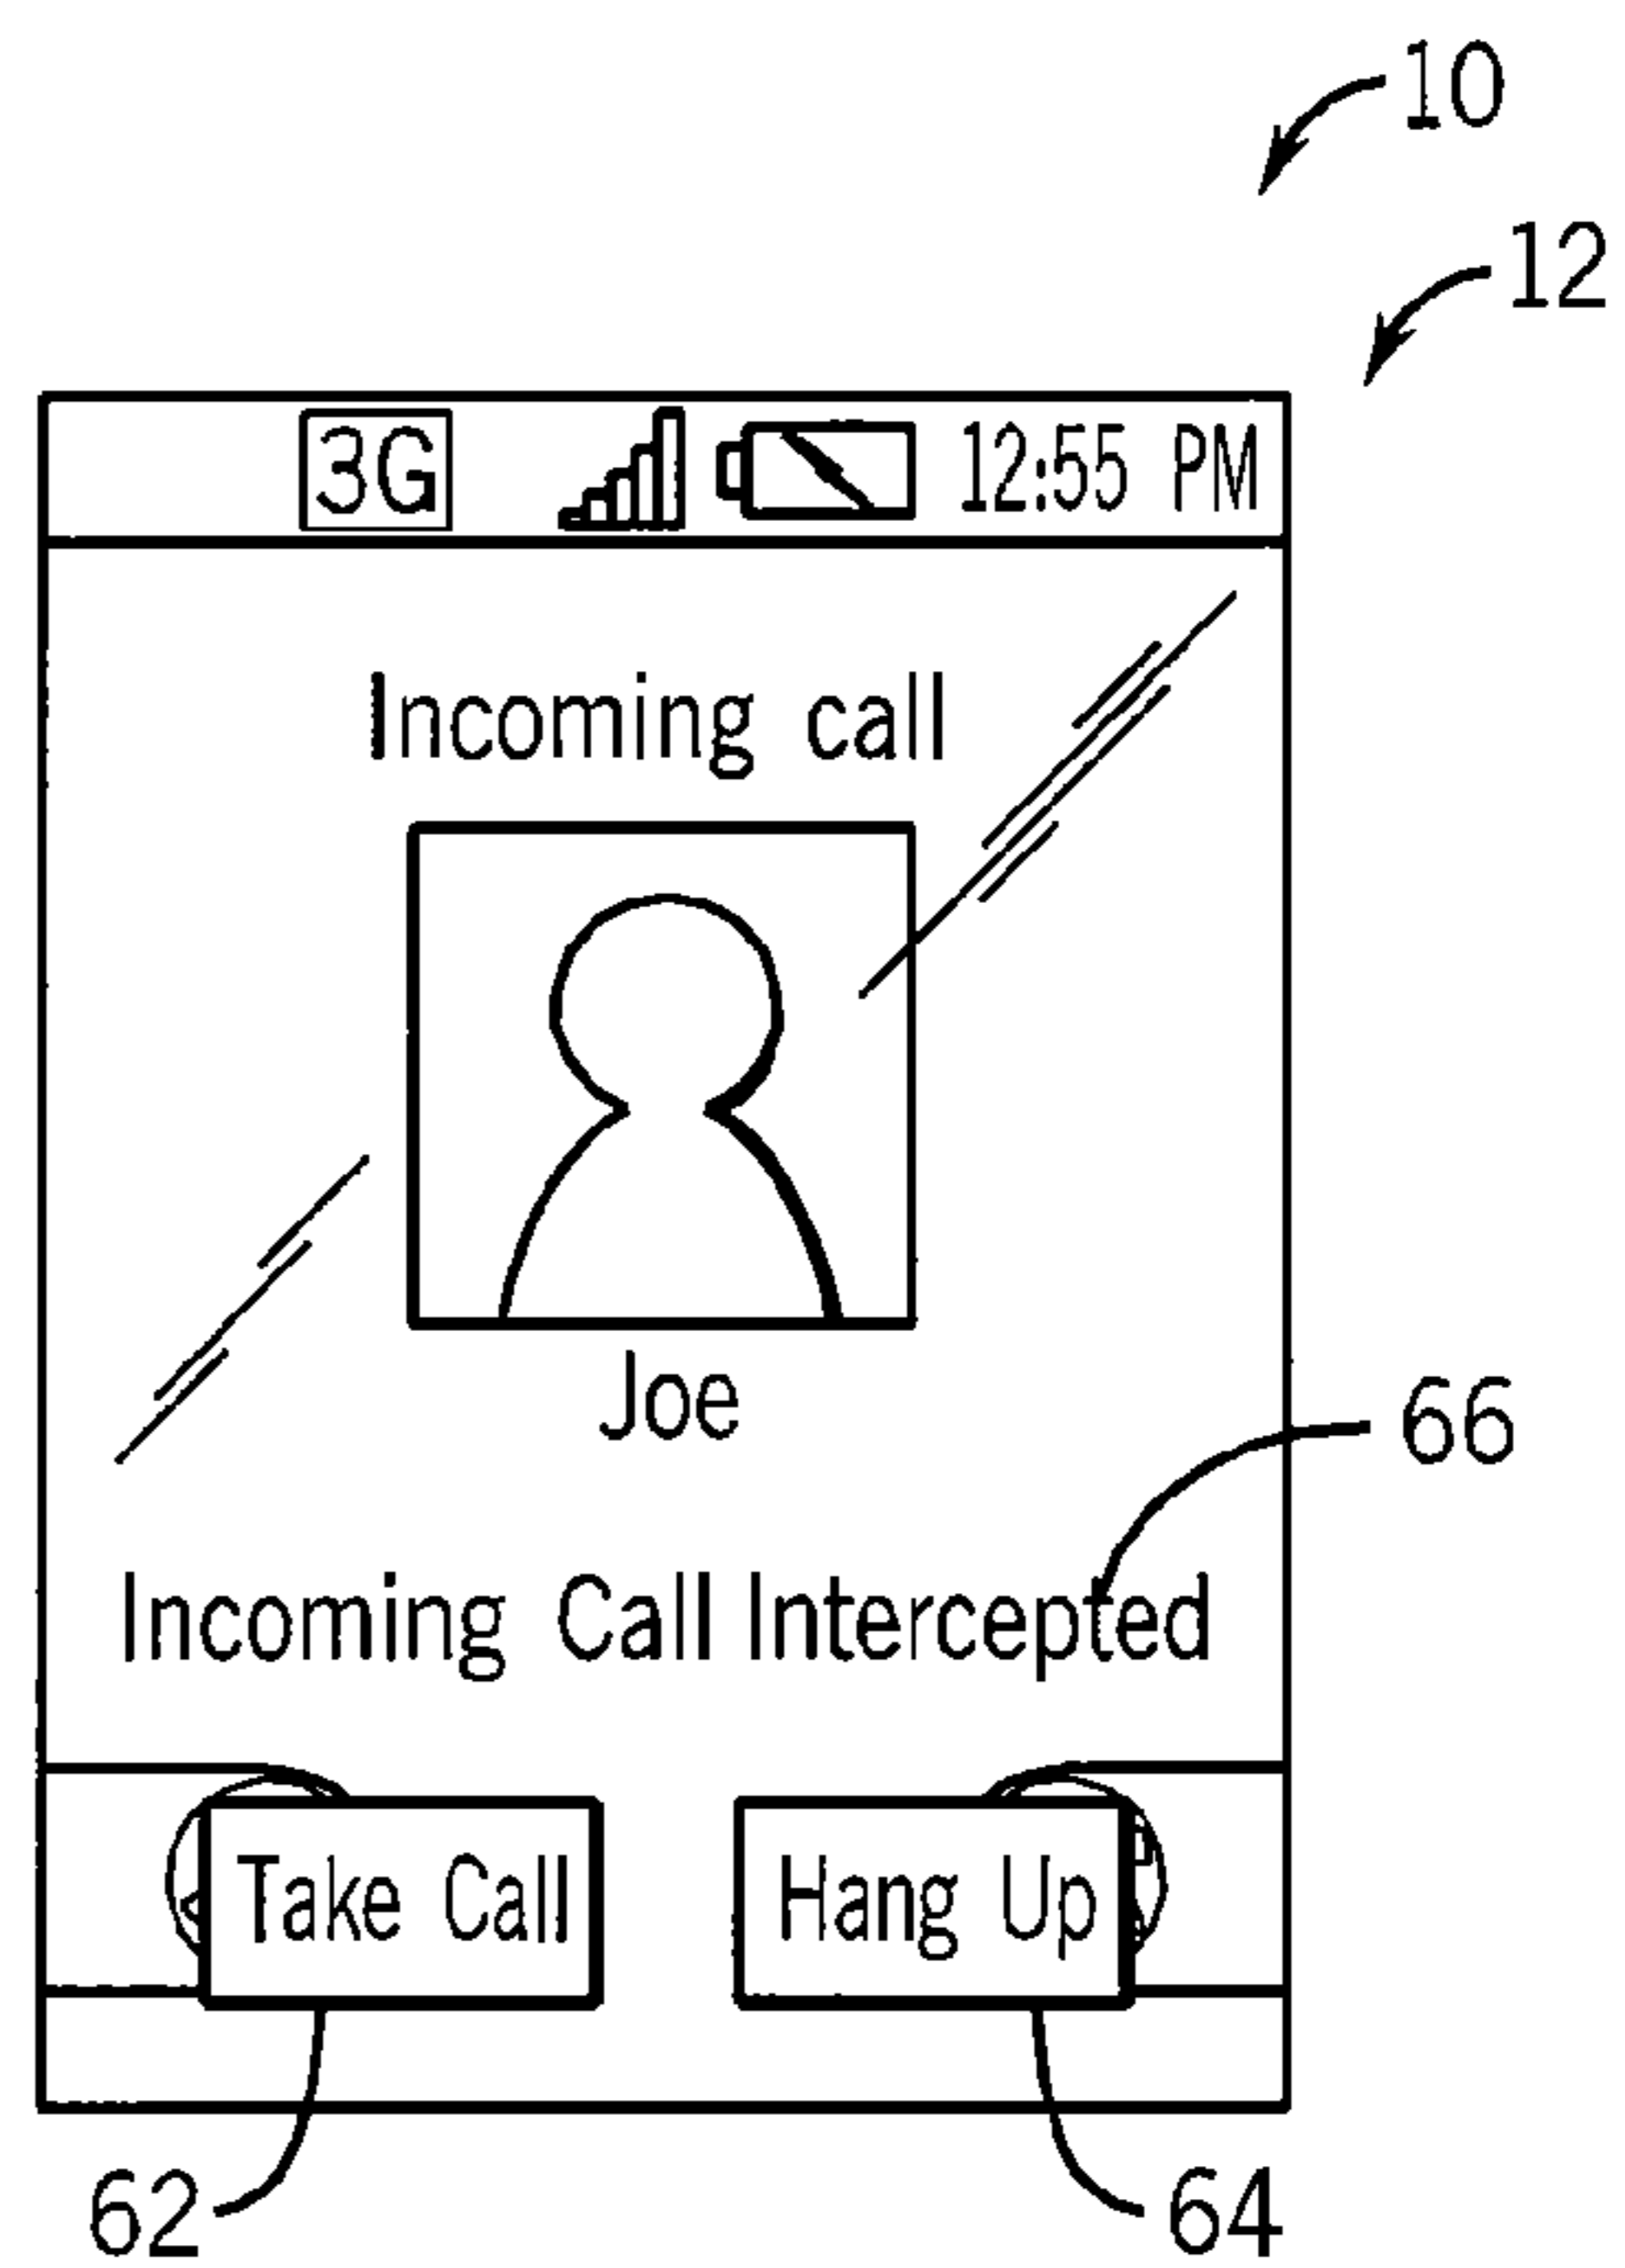 10
12
3G 12:55 PM
Incoming call
Joe
66
Incoming Call Intercepted
Take Call Hang Up
62 64